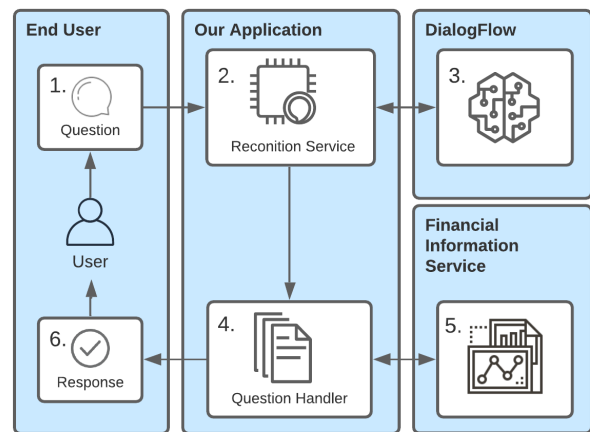 End User
Our Application
DialogFlow
1.
Question
2.
Reconition Service
3.
User
Financial
Information
Service
4.
Question Handler
5.
6.
Response